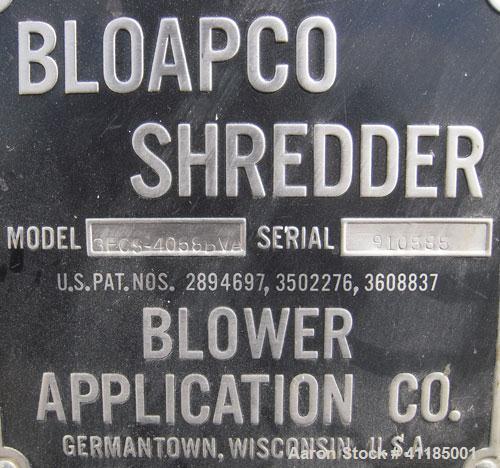 BLOAPCO
SHREDDER
MODEL SERIAL
U.S.PAT.NOS. 2894697, 3502276, 3608837
BLOWER
APPLICATION CO.
GERMANTOWN, WISCONSIN, U.S.A.
Aaron Stock # 41185001